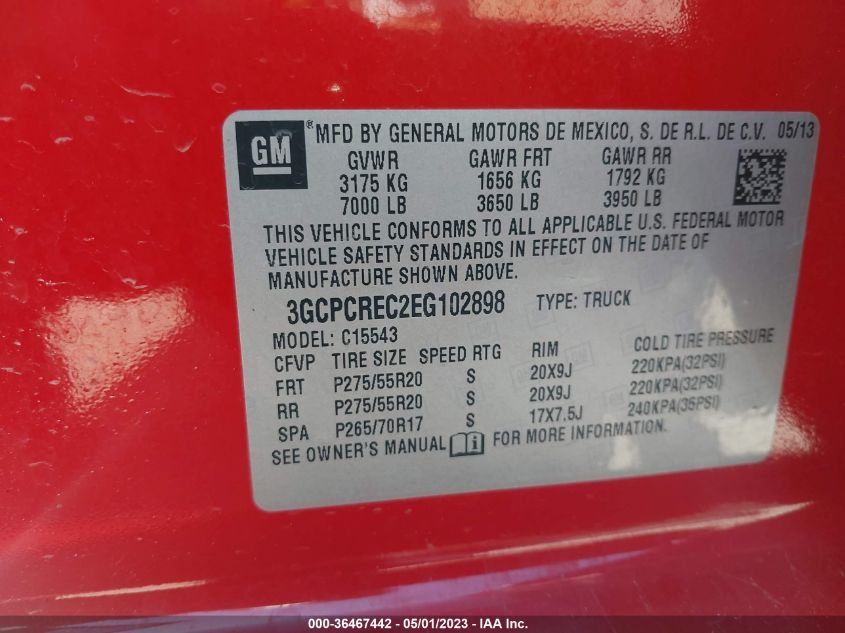 GM ® MFD BY GENERAL MOTORS DE MEXICO, S. DE R.L. DE C.V. 05/13
GVWR GAWR FRT GAWR RR
3175 KG 1656 KG 1792 KG
7000 LB 3650 LB 3950 LB
THIS VEHICLE CONFORMS TO ALL APPLICABLE U.S. FEDERAL MOTOR
VEHICLE SAFETY STANDARDS IN EFFECT ON THE DATE OF
MANUFACTURE SHOWN ABOVE.
3GCPCREC2EG102898 TYPE: TRUCK
MODEL: C15543
CFVP TIRE SIZE SPEED RTG RIM COLD TIRE PRESSURE
FRT P275/55R20 S 20X9J 220KPA(32PSI)
RR P275/55R20 S 20X9J 220KPA(32PSI)
SPA P265/70R17 S 17X7.5J 240KPA(35PSI)
SEE OWNER'S MANUAL i FOR MORE INFORMATION.
000-36467442 - 05/01/2023 - IAA Inc.